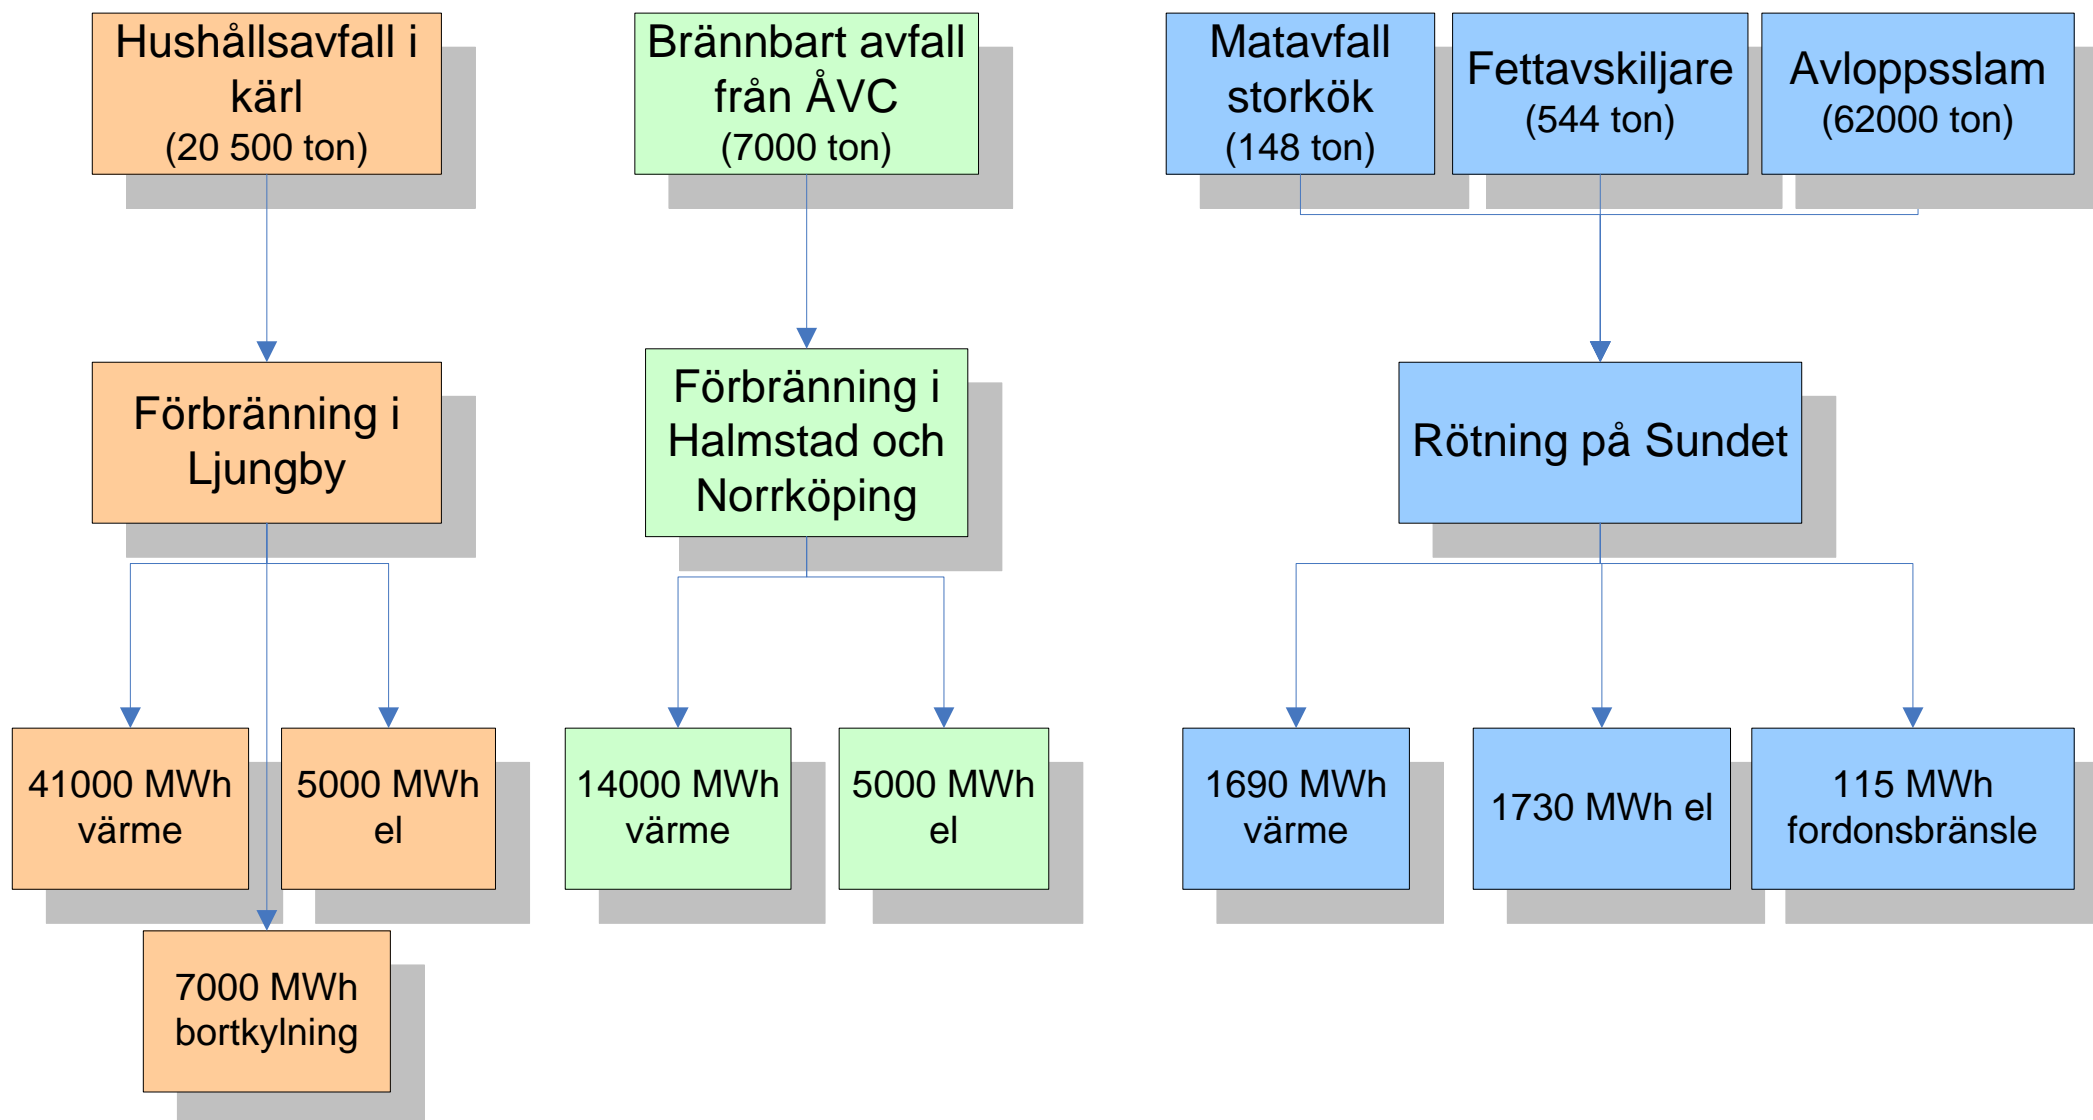 Hushållsavfall i
kärl
(20 500 ton)
Brännbart avfall
från ÅVC
(7000 ton)
Matavfall
storkök
(148 ton)
Fettavskiljare
(544 ton)
Avloppsslam
(62000 ton)
Förbränning i
Ljungby
Förbränning i
Halmstad och
Norrköping
Rötning på Sundet
41000 MWh
värme
5000 MWh
el
14000 MWh
värme
5000 MWh
el
1690 MWh
värme
1730 MWh el
115 MWh
fordonsbränsle
7000 MWh
bortkylning